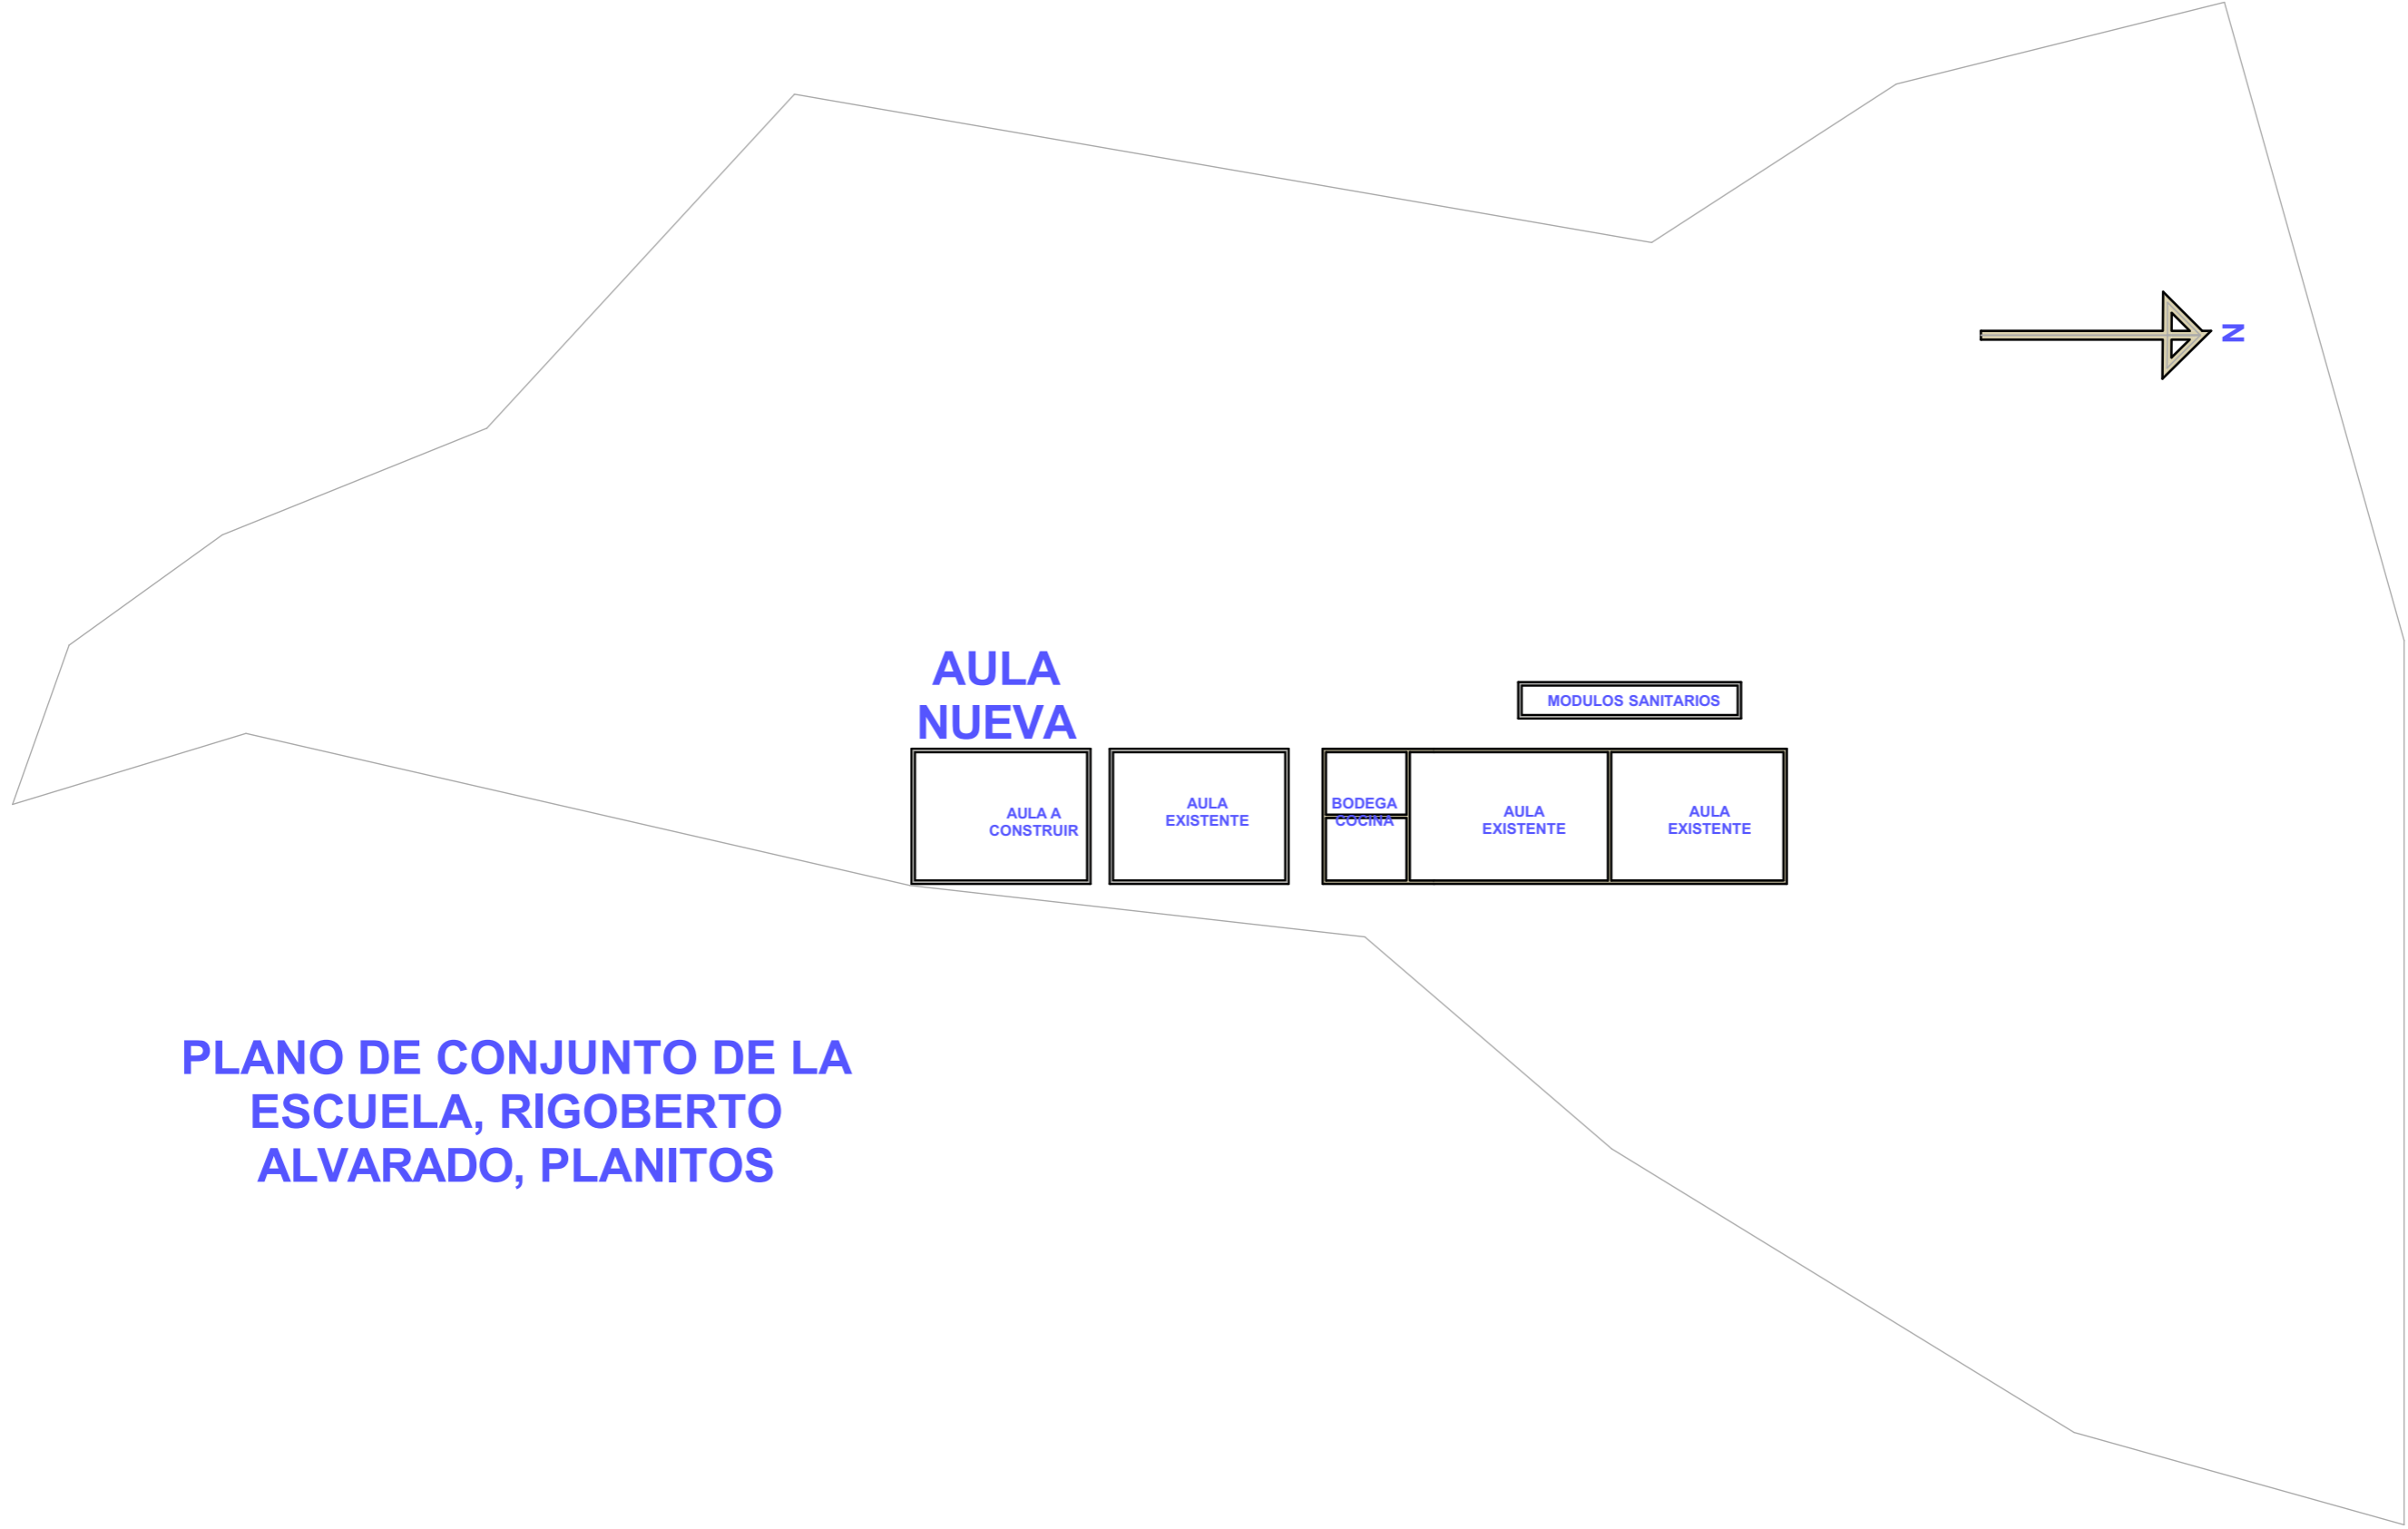 N
AULA
NUEVA
MODULOS SANITARIOS
AULA A
CONSTRUIR
AULA
EXISTENTE
BODEGA
COCINA
AULA
EXISTENTE
AULA
EXISTENTE
PLANO DE CONJUNTO DE LA
ESCUELA, RIGOBERTO
ALVARADO, PLANITOS